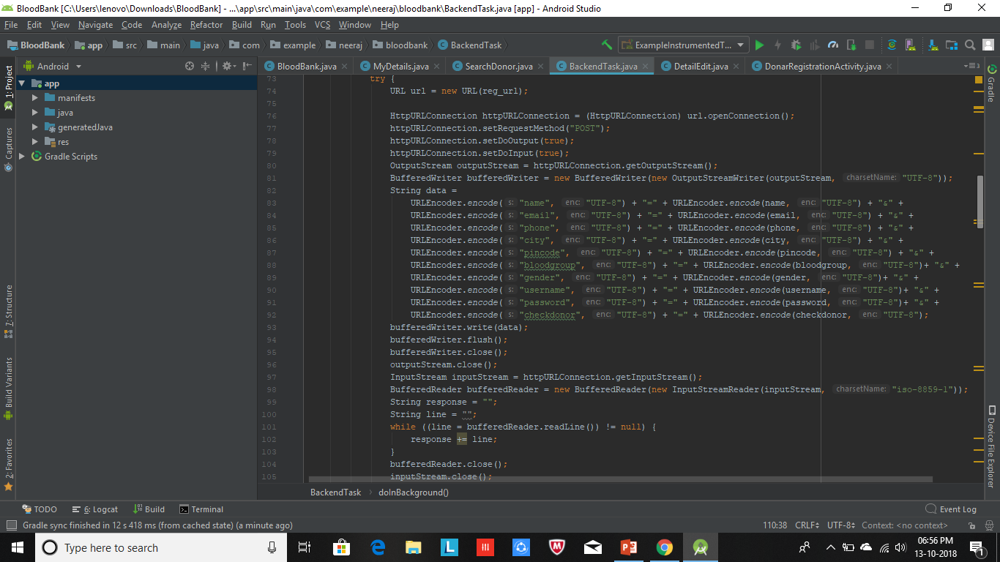 BloodBank [C:\Users\lenovo\Downloads\BloodBank] - ...\app\src\main\java\com\example\neeraj\bloodbank\BackendTask.java [app] - Android Studio
File Edit View Navigate Code Analyze Refactor Build Run Tools VCS Window Help
BloodBank app src main java com example neeraj bloodbank BackendTask ExampleInstrumentedT...
1: Project
Captures
7: Structure
Build Variants
2: Favorites
Android
app
manifests
java
generatedJava
res
Gradle Scripts
BloodBank.java MyDetails.java SearchDonor.java BackendTask.java DetailEdit.java DonarRegistrationActivity.java
3
73 try {
74 URL url = new URL(reg_url);
75
76 HttpURLConnection httpURLConnection = (HttpURLConnection) url.openConnection();
77 httpURLConnection.setRequestMethod("POST");
78 httpURLConnection.setDoOutput(true);
79 httpURLConnection.setDoInput(true);
80 OutputStream outputStream = httpURLConnection.getOutputStream();
81 BufferedWriter bufferedWriter = new BufferedWriter(new OutputStreamWriter(outputStream, charsetName: "UTF-8"));
82 String data =
83 URLEncoder.encode( s: "name", enc: "UTF-8") + "=" + URLEncoder.encode(name, enc: "UTF-8") + "&" +
84 URLEncoder.encode( s: "email", enc: "UTF-8") + "=" + URLEncoder.encode(email, enc: "UTF-8") + "&" +
85 URLEncoder.encode( s: "phone", enc: "UTF-8") + "=" + URLEncoder.encode(phone, enc: "UTF-8") + "&" +
86 URLEncoder.encode( s: "city", enc: "UTF-8") + "=" + URLEncoder.encode(city, enc: "UTF-8") + "&" +
87 URLEncoder.encode( s: "pincode", enc: "UTF-8") + "=" + URLEncoder.encode(pincode, enc: "UTF-8") + "&" +
88 URLEncoder.encode( s: "bloodgroup", enc: "UTF-8") + "=" + URLEncoder.encode(bloodgroup, enc: "UTF-8")+ "&" +
89 URLEncoder.encode( s: "gender", enc: "UTF-8") + "=" + URLEncoder.encode(gender, enc: "UTF-8")+ "&" +
90 URLEncoder.encode( s: "username", enc: "UTF-8") + "=" + URLEncoder.encode(username, enc: "UTF-8")+ "&" +
91 URLEncoder.encode( s: "password", enc: "UTF-8") + "=" + URLEncoder.encode(password, enc: "UTF-8")+ "&" +
92 URLEncoder.encode( s: "checkdonor", enc: "UTF-8") + "=" + URLEncoder.encode(checkdonor, enc: "UTF-8");
93 bufferedWriter.write(data);
94 bufferedWriter.flush();
95 bufferedWriter.close();
96 outputStream.close();
97 InputStream inputStream = httpURLConnection.getInputStream();
98 BufferedReader bufferedReader = new BufferedReader(new InputStreamReader(inputStream, charsetName: "iso-8859-1"));
99 String response = "";
100 String line = "";
101 while ((line = bufferedReader.readLine()) != null) {
102 response += line;
103 }
104 bufferedReader.close();
105 inputStream.close();
Gradle
Device File Explorer
BackendTask doInBackground()
TODO 6: Logcat Build Terminal Event Log
Gradle sync finished in 12 s 418 ms (from cached state) (a minute ago) 110:38 CRLF UTF-8 Context: <no context>
Type here to search
L
06:56 PM
13-10-2018
1